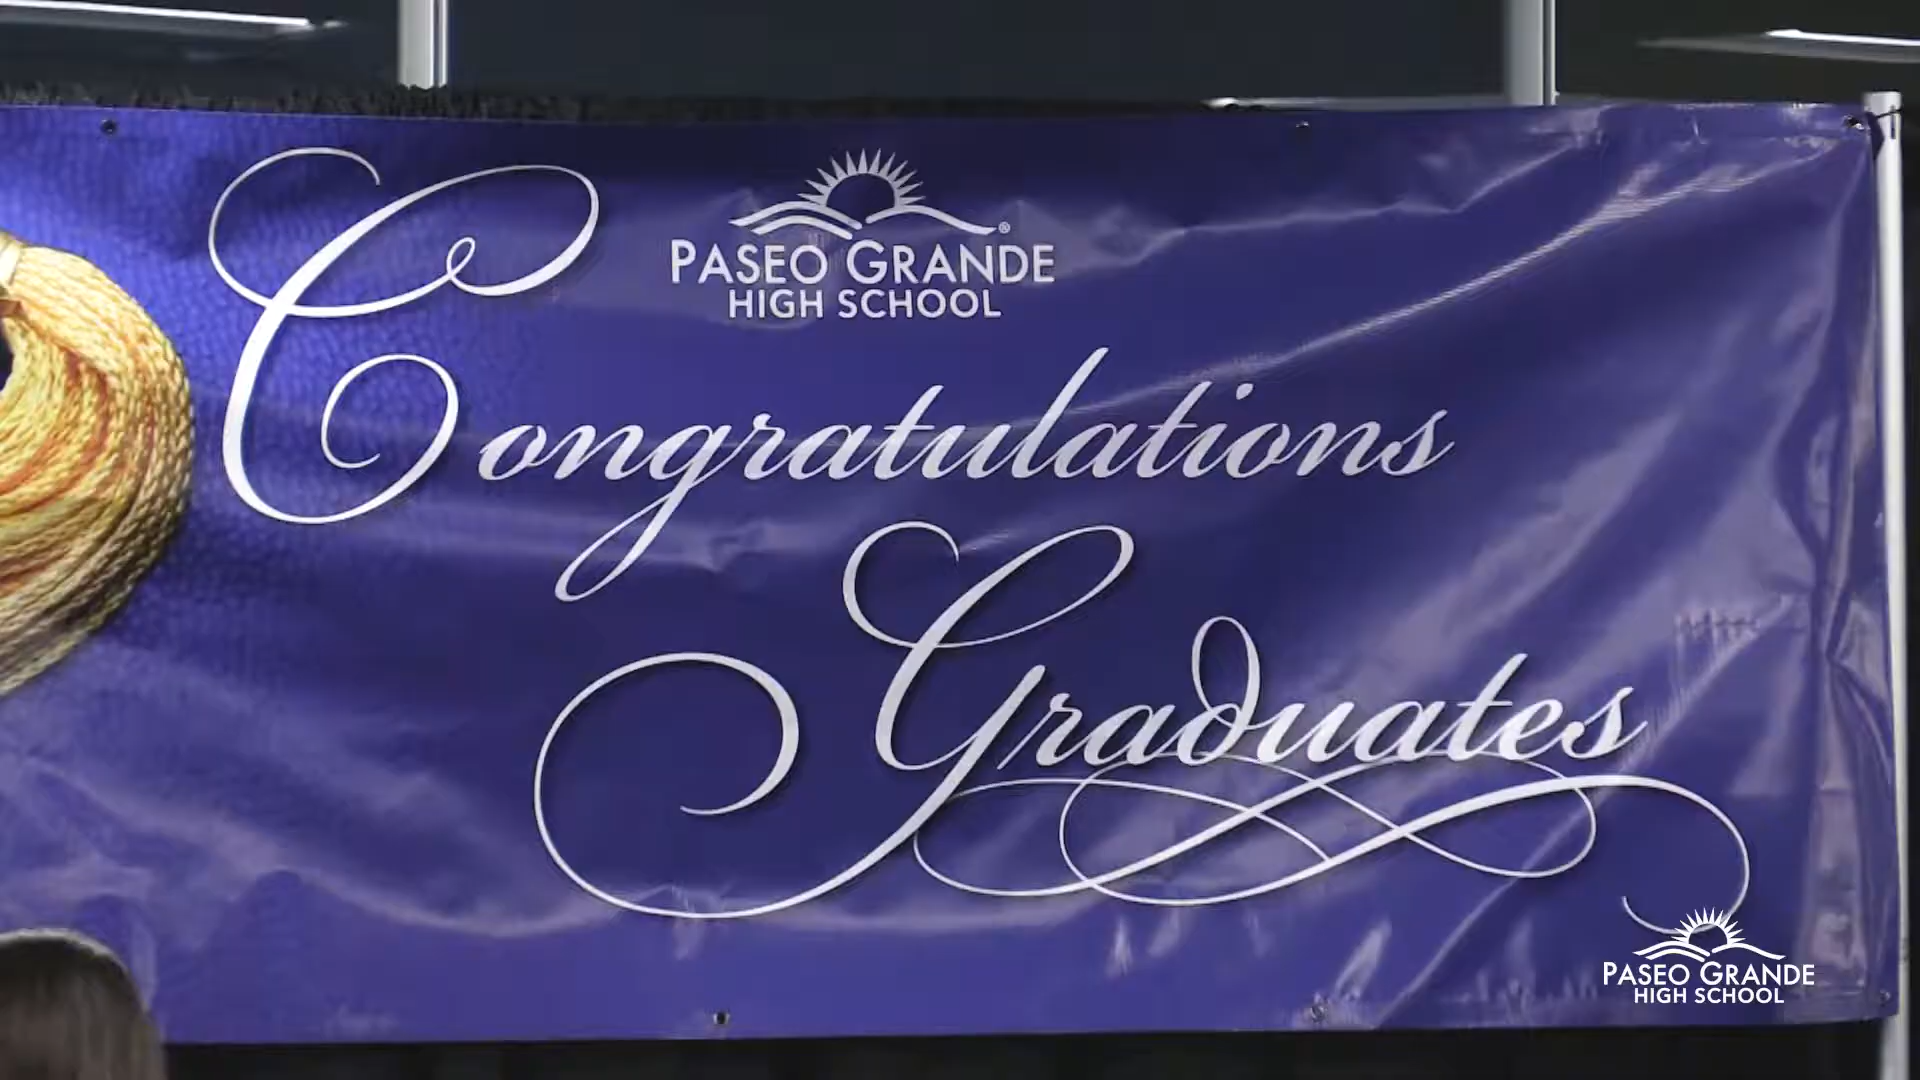 PASEO GRANDE®
HIGH SCHOOL
Congratulations
Graduates
PASEO GRANDE
HIGH SCHOOL